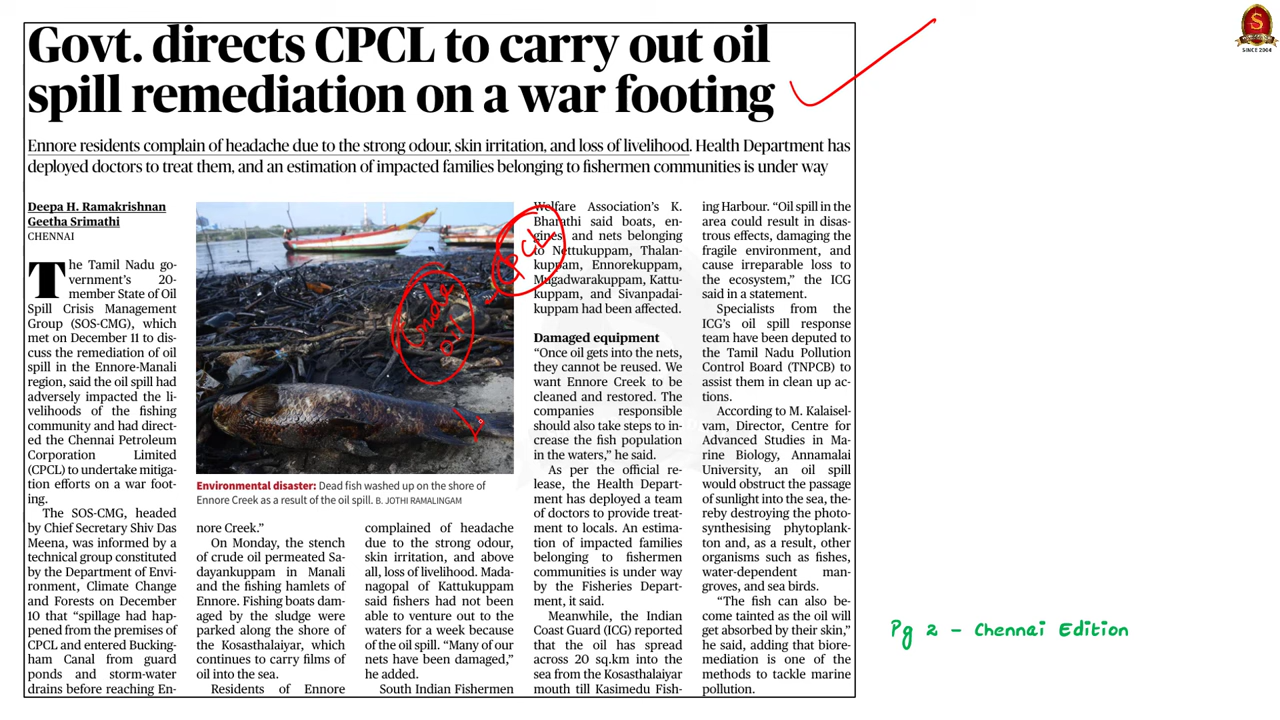 Govt. directs CPCL to carry out oil
spill remediation on a war footing
Ennore residents complain of headache due to the strong odour, skin irritation, and loss of livelihood. Health Department has
deployed doctors to treat them, and an estimation of impacted families belonging to fishermen communities is under way
Deepa H. Ramakrishnan
Geetha Srimathi
CHENNAI
The Tamil Nadu go-
vernment's 20-
member State of Oil
Spill Crisis Management
Group (SOS-CMG), which
met on December 11 to dis-
cuss the remediation of oil
spill in the Ennore-Manali
region, said the oil spill had
adversely impacted the li-
velihoods of the fishing
community and had direct-
ed the Chennai Petroleum
Corporation Limited
(CPCL) to undertake mitiga-
tion efforts on a war foot-
ing.
The SOS-CMG, headed
by Chief Secretary Shiv Das
Meena, was informed by a
technical group constituted
by the Department of Envi-
ronment, Climate Change
and Forests on December
10 that "spillage had hap-
pened from the premises of
CPCL and entered Bucking-
ham Canal from guard
ponds and storm-water
drains before reaching En-
Crude
oil
CPCL
Environmental disaster: Dead fish washed up on the shore of
Ennore Creek as a result of the oil spill. B. JOTHI RAMALINGAM
nore Creek."
On Monday, the stench
of crude oil permeated Sa-
dayankuppam in Manali
and the fishing hamlets of
Ennore. Fishing boats dam-
aged by the sludge were
parked along the shore of
the Kosasthalaiyar, which
continues to carry films of
oil into the sea.
Residents of Ennore
complained of headache
due to the strong odour,
skin irritation, and above
all, loss of livelihood. Mada-
nagopal of Kattukuppam
said fishers had not been
able to venture out to the
waters for a week because
of the oil spill. "Many of our
nets have been damaged,"
he added.
South Indian Fishermen
Welfare Association's K.
Bharathi said boats, en-
gines, and nets belonging
to Nettukuppam, Thalan-
kuppam, Ennorekuppam,
Mugadwarakuppam, Kattu-
kuppam, and Sivanpadai-
kuppam had been affected.
Damaged equipment
"Once oil gets into the nets,
they cannot be reused. We
want Ennore Creek to be
cleaned and restored. The
companies responsible
should also take steps to in-
crease the fish population
in the waters," he said.
As per the official re-
lease, the Health Depart-
ment has deployed a team
of doctors to provide treat-
ment to locals. An estima-
tion of impacted families
belonging to fishermen
communities is under way
by the Fisheries Depart-
ment, it said.
Meanwhile, the Indian
Coast Guard (ICG) reported
that the oil has spread
across 20 sq.km into the
sea from the Kosasthalaiyar
mouth till Kasimedu Fish-
ing Harbour. "Oil spill in the
area could result in disas-
trous effects, damaging the
fragile environment, and
cause irreparable loss to
the ecosystem," the ICG
said in a statement.
Specialists from the
ICG's oil spill response
team have been deputed to
the Tamil Nadu Pollution
Control Board (TNPCB) to
assist them in clean up ac-
tions.
According to M. Kalaisel-
vam, Director, Centre for
Advanced Studies in Ma-
rine Biology, Annamalai
University, an oil spill
would obstruct the passage
of sunlight into the sea, the-
reby destroying the photo-
synthesising phytoplank-
ton and, as a result, other
organisms such as fishes,
water-dependent man-
groves, and sea birds.
"The fish can also be-
come tainted as the oil will
get absorbed by their skin,"
he said, adding that biore-
mediation is one of the
methods to tackle marine
pollution.
S
SINCE 2004
Pg 2 - Chennai Edition